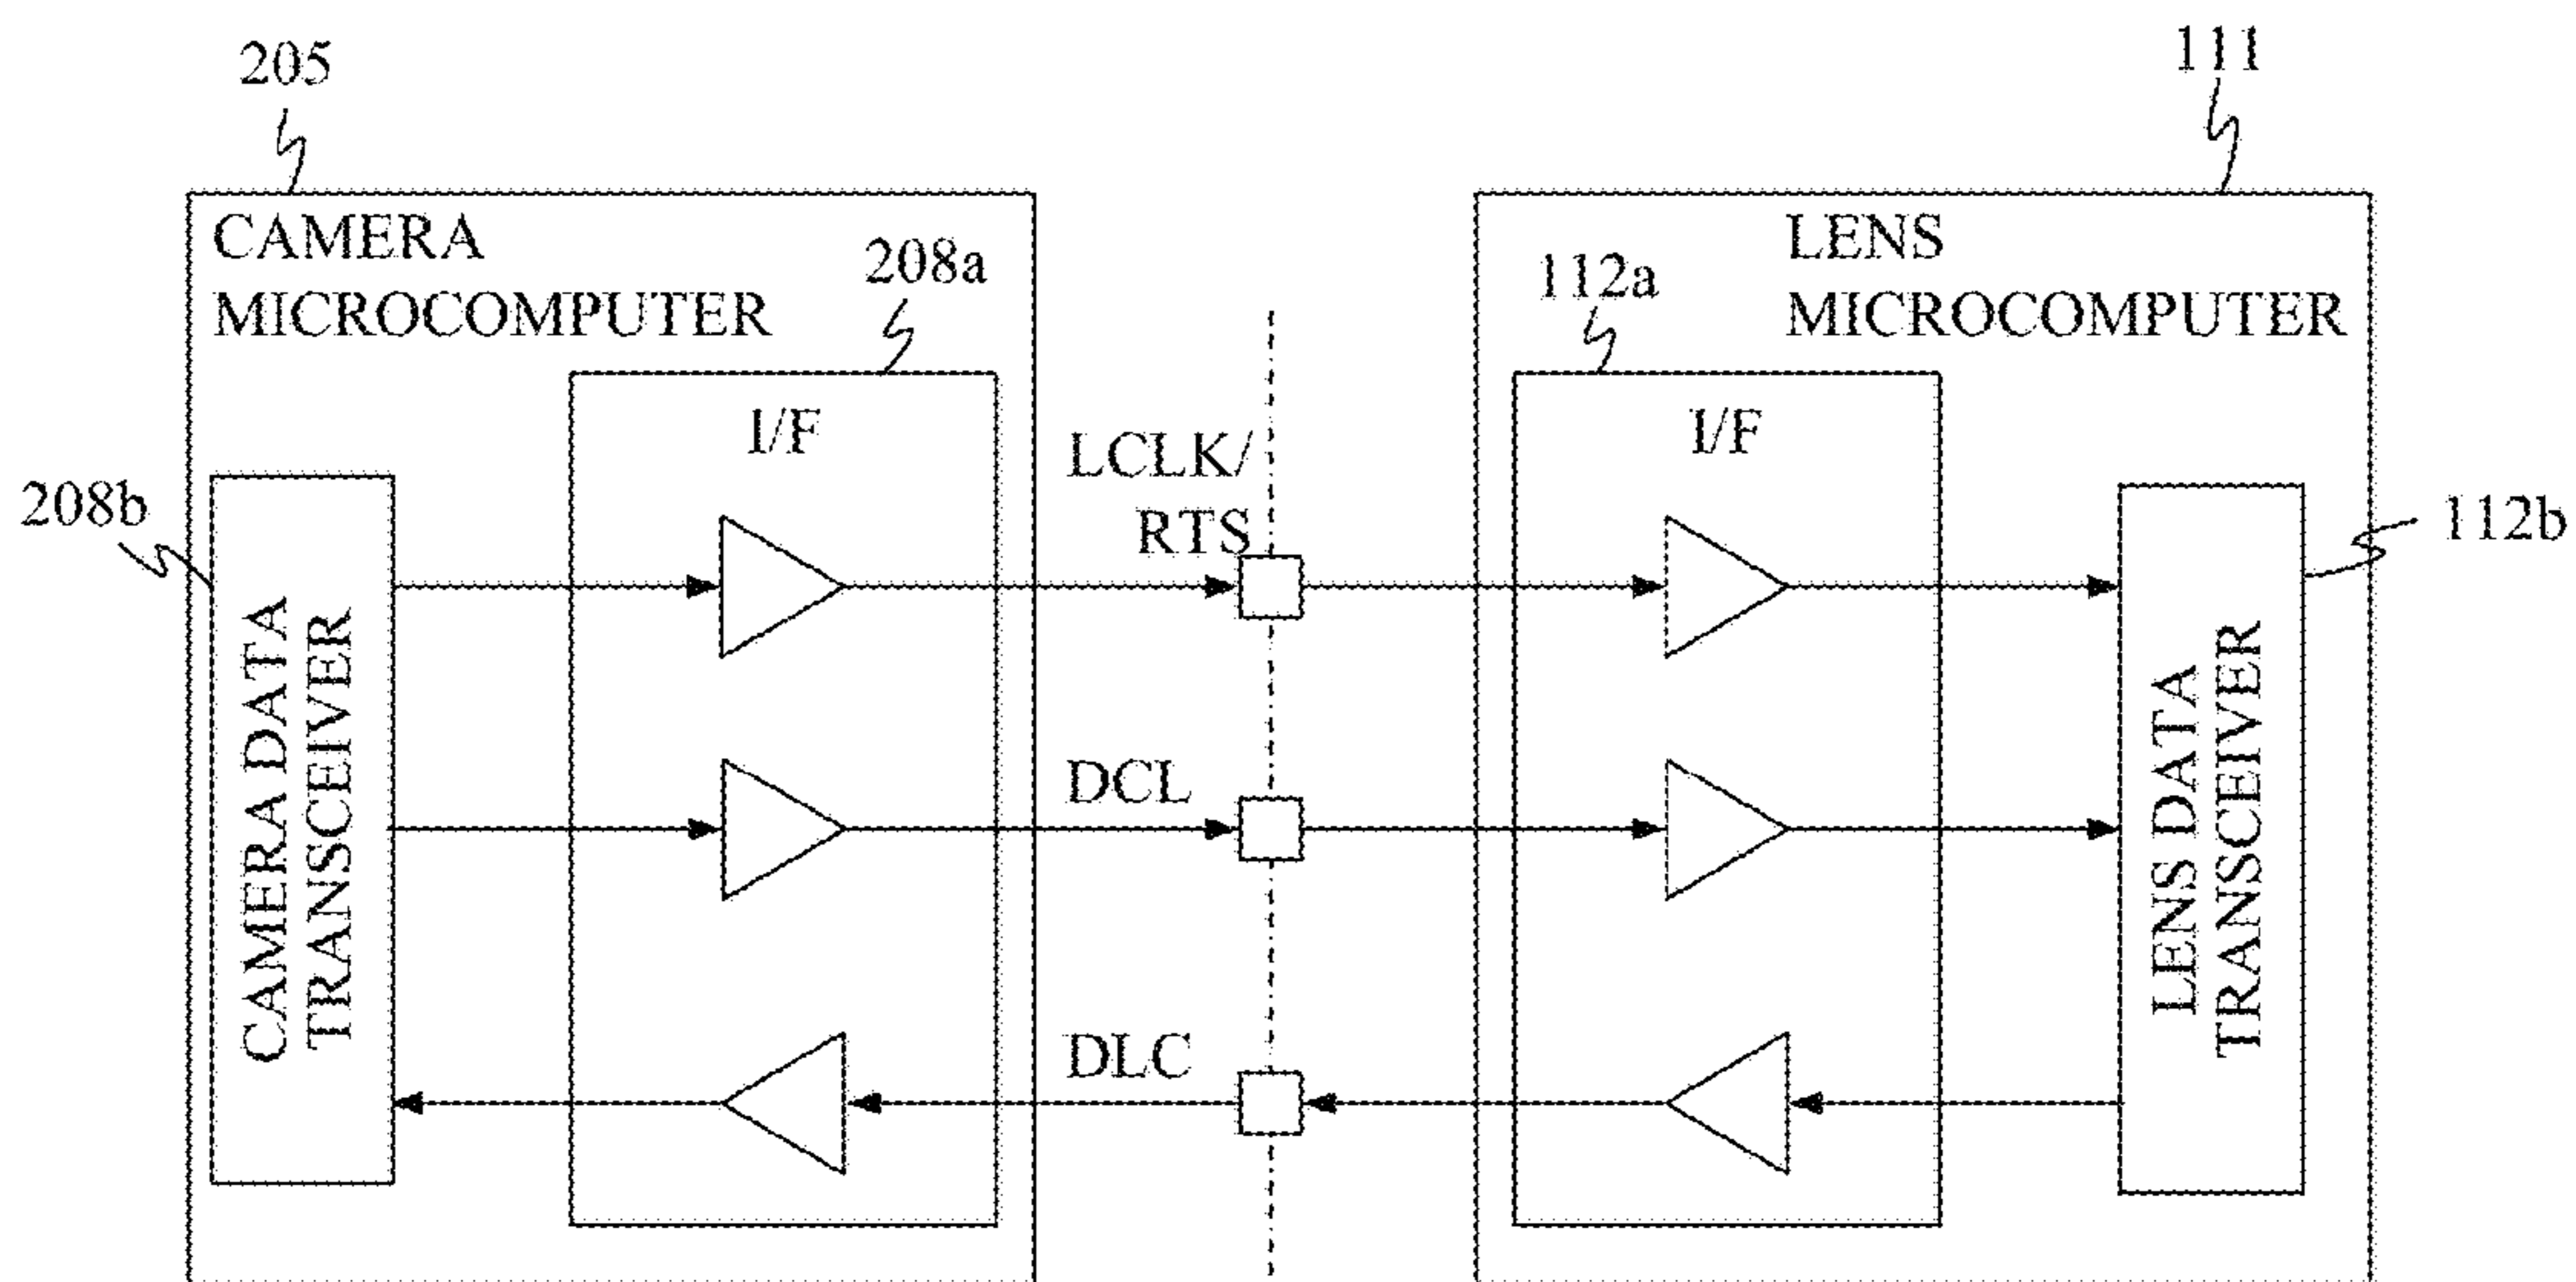 205
111
CAMERA
MICROCOMPUTER
208a
LENS
MICROCOMPUTER
112a
I/F
I/F
LCLK/
RTS
208b
112b
CAMERA DATA
TRANSCEIVER
DCL
LENS DATA
TRANSCEIVER
DLC